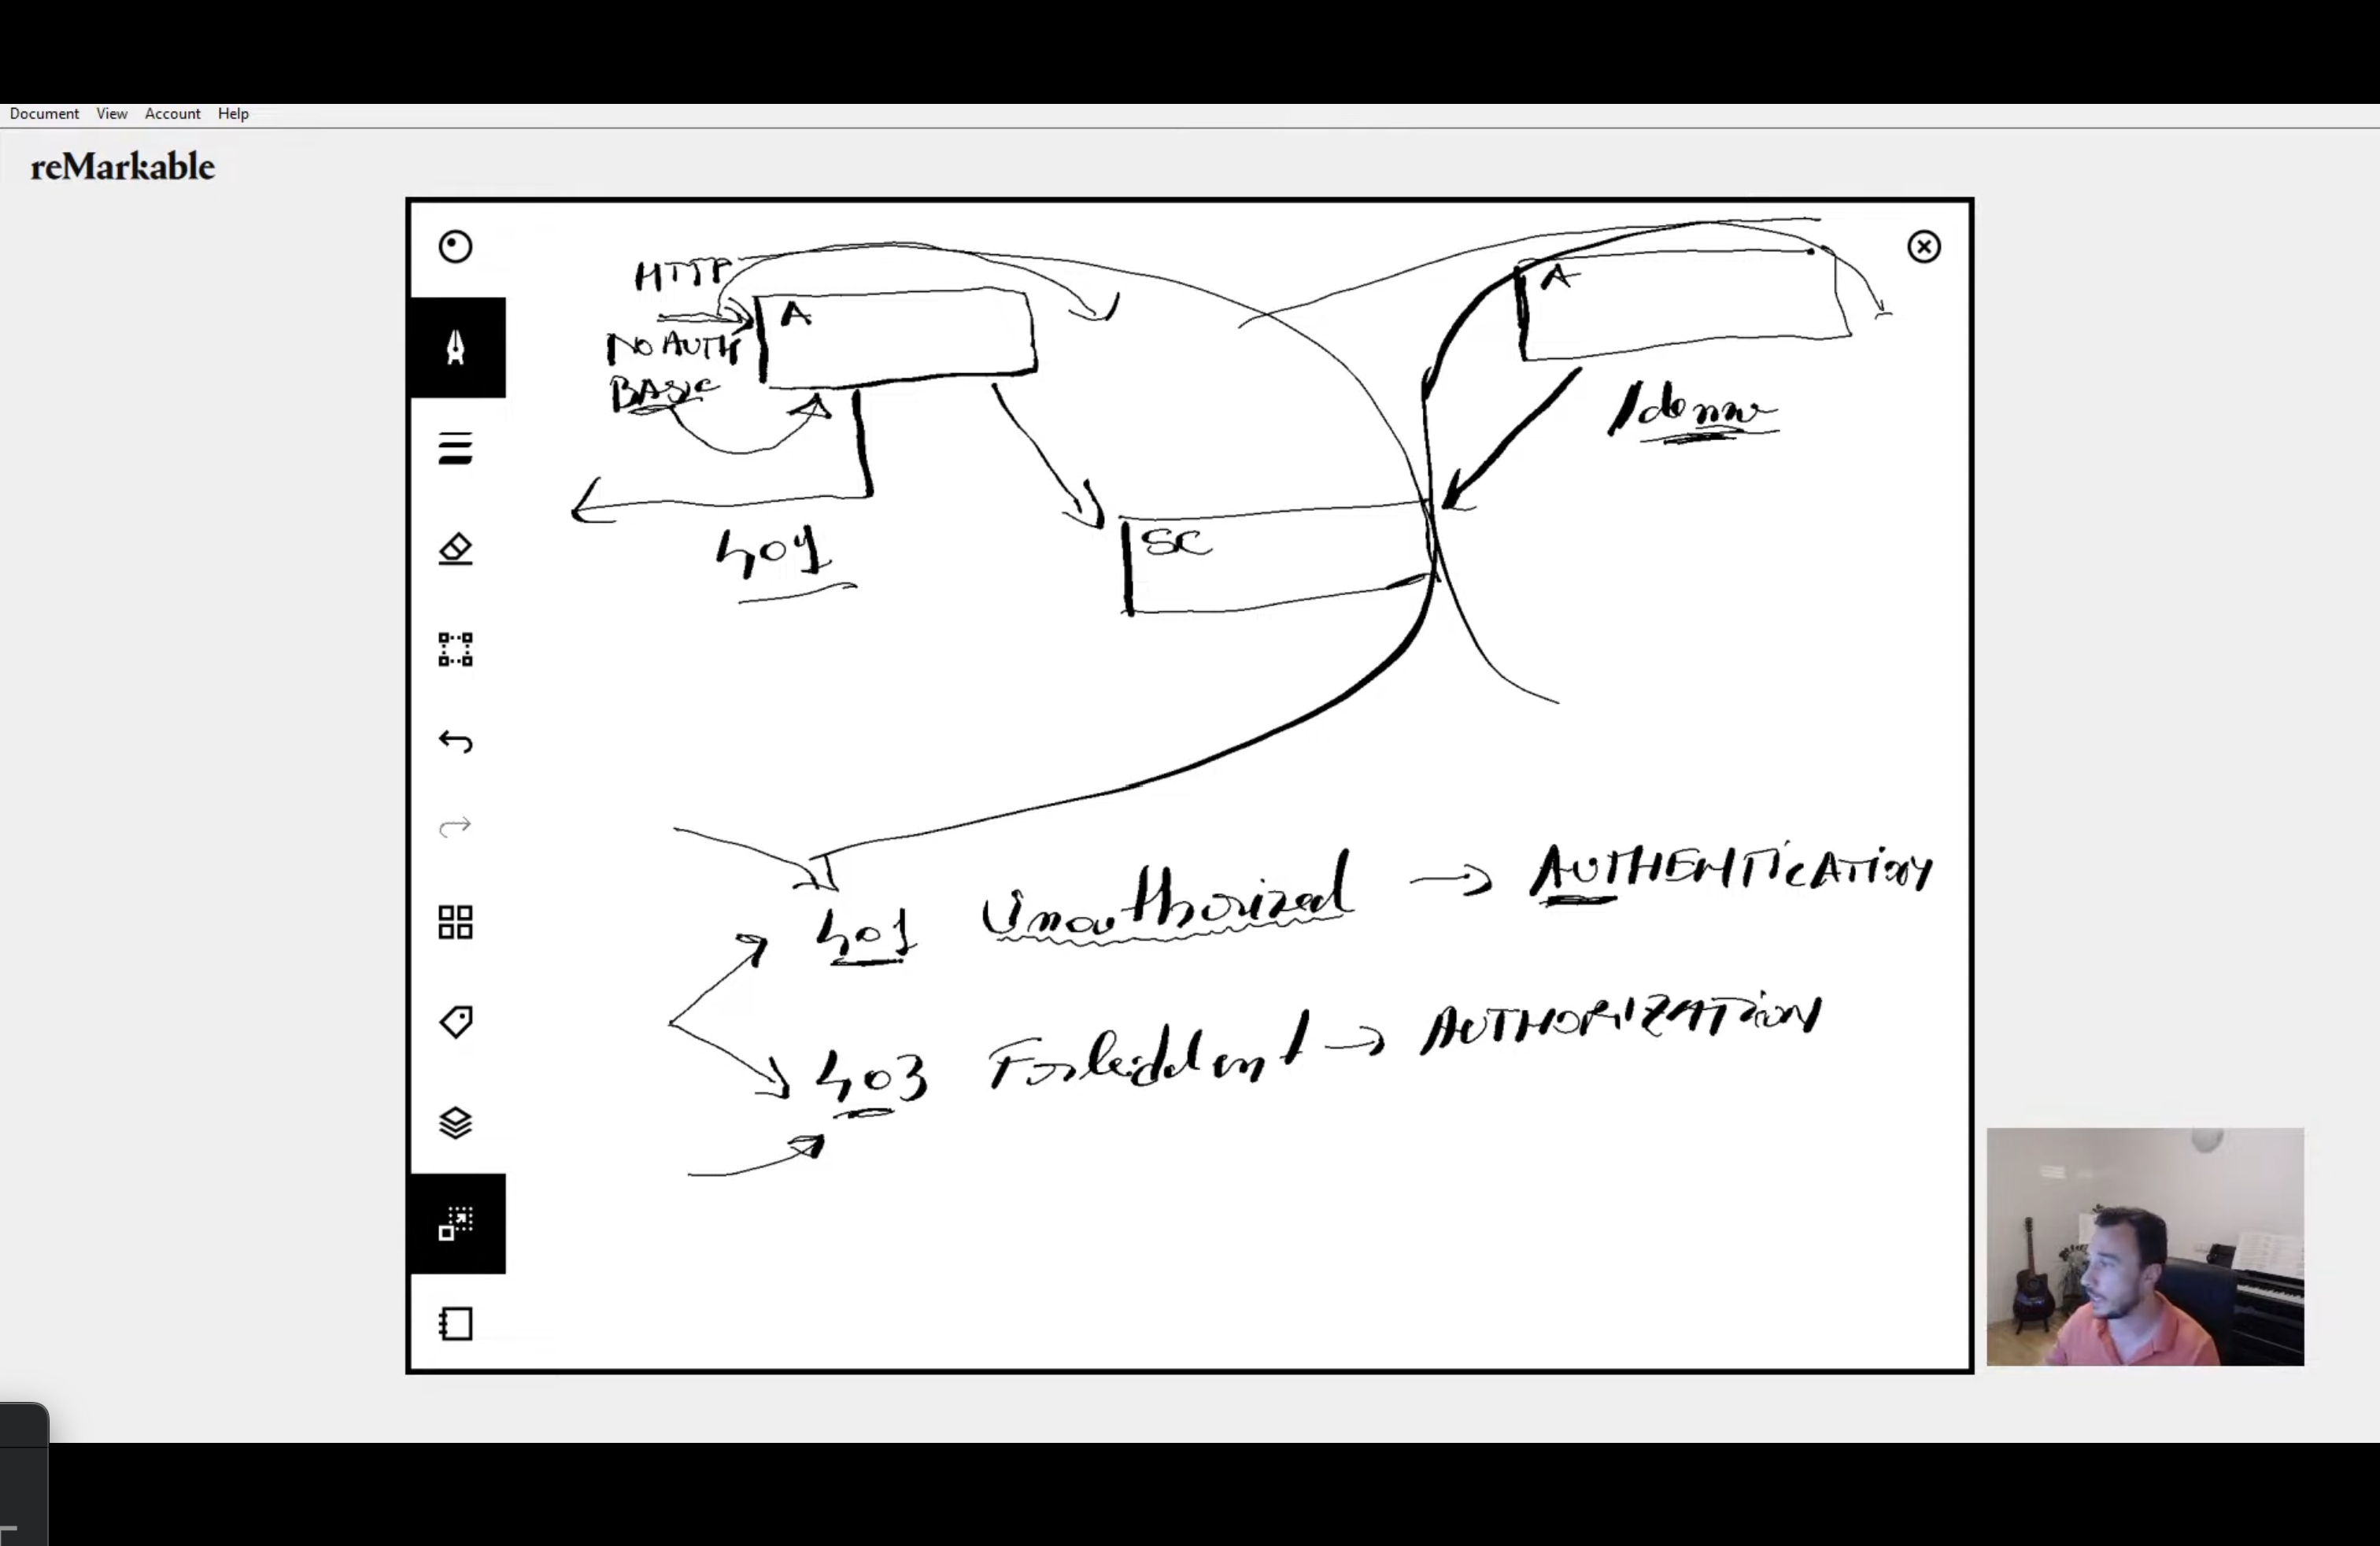 Document View Account Help
reMarkable
HTTP
A
NO AUTH
BASIC
401
SC
A
/demo
401 Unauthorized → AUTHENTICATION
403 Forbidden → AUTHORIZATION